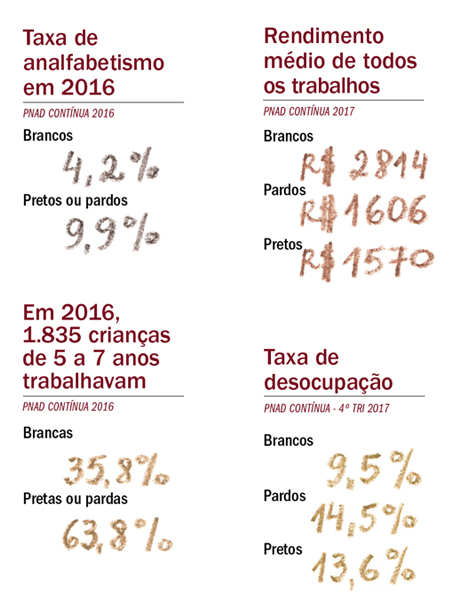 Taxa de
analfabetismo
em 2016
PNAD CONTÍNUA 2016
Brancos
4,2%
Pretos ou pardos
9,9%
Rendimento
médio de todos
os trabalhos
PNAD CONTÍNUA 2017
Brancos
R$ 2814
Pardos
R$ 1606
Pretos
R$ 1570
Em 2016,
1.835 crianças
de 5 a 7 anos
trabalhavam
PNAD CONTÍNUA 2016
Brancas
35,8%
Pretas ou pardas
63,8%
Taxa de
desocupação
PNAD CONTÍNUA - 4º TRI 2017
Brancos
9,5%
Pardos
14,5%
Pretos
13,6%